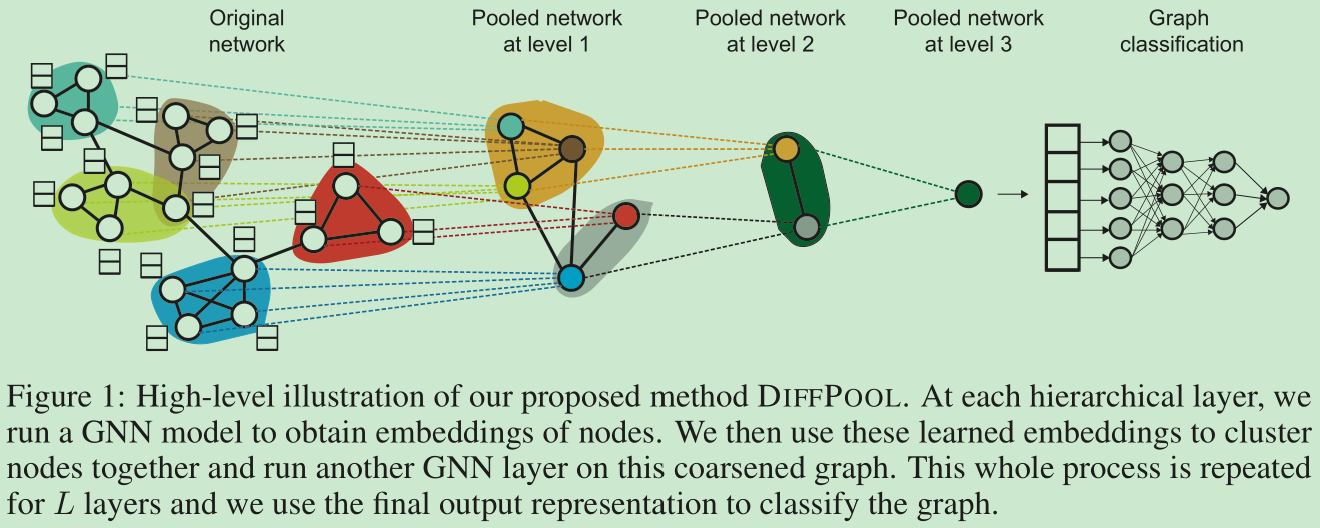 Original
network
Pooled network
at level 1
Pooled network
at level 2
Pooled network
at level 3
Graph
classification
Figure 1: High-level illustration of our proposed method DIFFPOOL. At each hierarchical layer, we
run a GNN model to obtain embeddings of nodes. We then use these learned embeddings to cluster
nodes together and run another GNN layer on this coarsened graph. This whole process is repeated
for L layers and we use the final output representation to classify the graph.